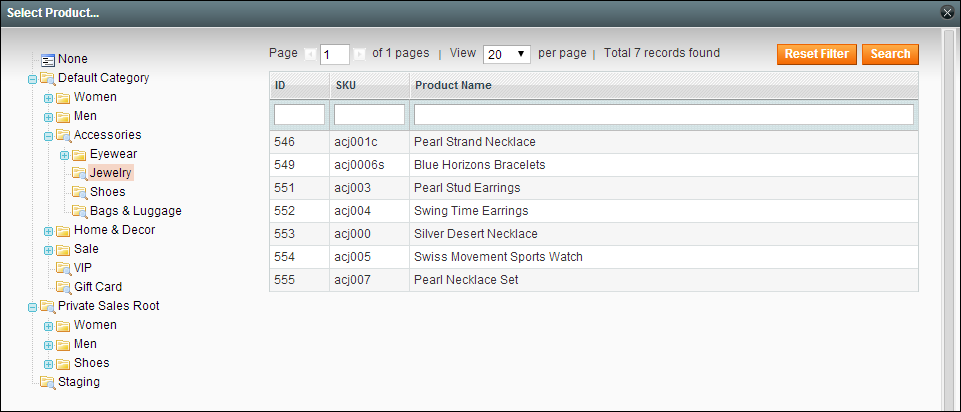 Select Product...
None
Default Category
Women
Men
Accessories
Eyewear
Jewelry
Shoes
Bags & Luggage
Home & Decor
Sale
VIP
Gift Card
Private Sales Root
Women
Men
Shoes
Staging
Page 1 of 1 pages | View 20 per page | Total 7 records found Reset Filter Search
ID SKU Product Name
546 acj001c Pearl Strand Necklace
549 acj0006s Blue Horizons Bracelets
551 acj003 Pearl Stud Earrings
552 acj004 Swing Time Earrings
553 acj000 Silver Desert Necklace
554 acj005 Swiss Movement Sports Watch
555 acj007 Pearl Necklace Set